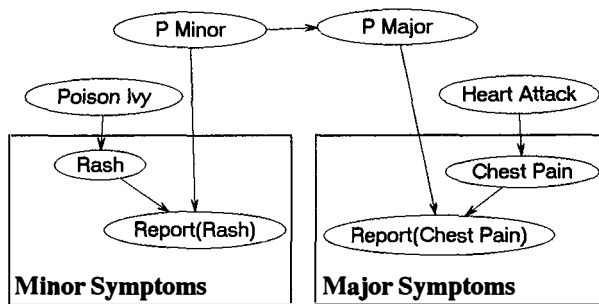 P Minor
P Major
Poison Ivy
Heart Attack
Rash
Chest Pain
Report(Rash)
Report(Chest Pain)
Minor Symptoms
Major Symptoms